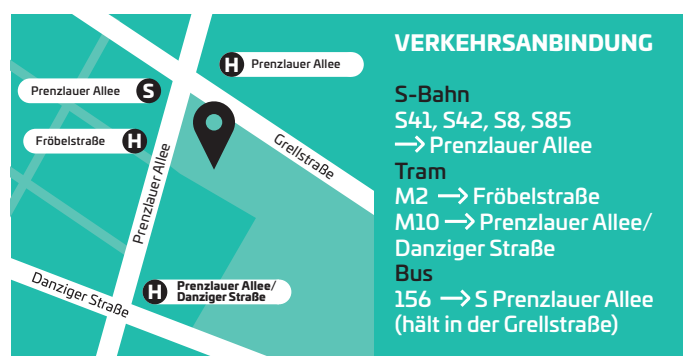 H Prenzlauer Allee
Prenzlauer Allee S
Fröbelstraße H
Grellstraße
Prenzlauer Allee
H Prenzlauer Allee/
Danziger Straße
Danziger Straße
VERKEHRSANBINDUNG
S-Bahn
S41, S42, S8, S85
—> Prenzlauer Allee
Tram
M2 —> Fröbelstraße
M10 —> Prenzlauer Allee/
Danziger Straße
Bus
156 —> S Prenzlauer Allee
(hält in der Grellstraße)